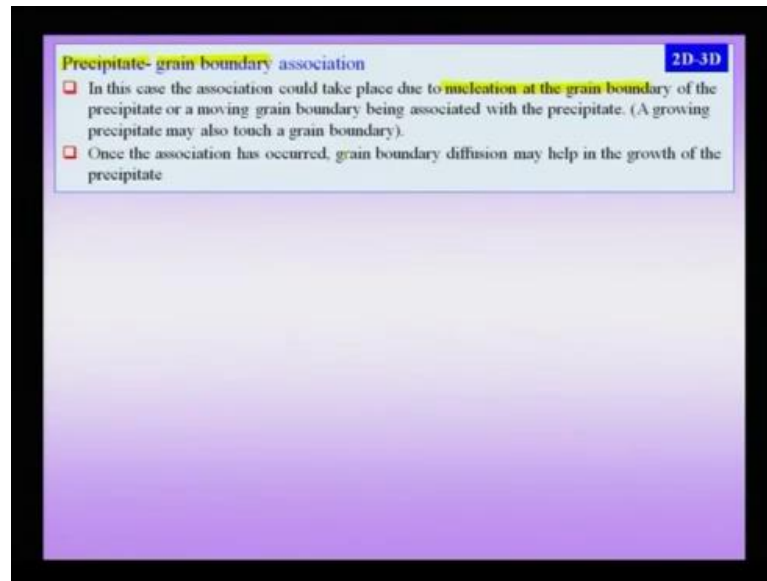 Precipitate- grain boundary association
2D-3D
In this case the association could take place due to nucleation at the grain boundary of the
precipitate or a moving grain boundary being associated with the precipitate. (A growing
precipitate may also touch a grain boundary).
Once the association has occurred, grain boundary diffusion may help in the growth of the
precipitate